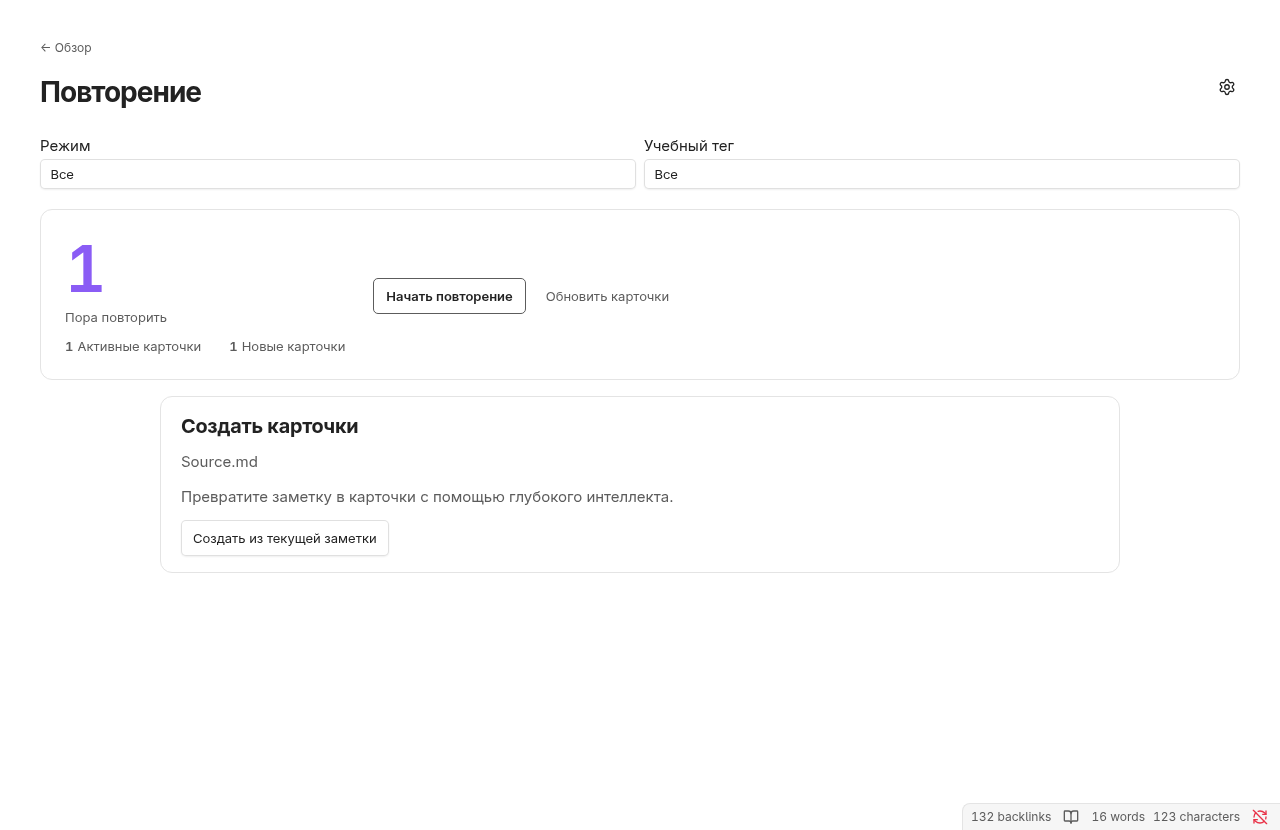 ← Обзор
Повторение
Режим
Учебный тег
Все
Все
1
Пора повторить
1 Активные карточки
1 Новые карточки
Начать повторение
Обновить карточки
Создать карточки
Source.md
Превратите заметку в карточки с помощью глубокого интеллекта.
Создать из текущей заметки
132 backlinks
16 words
123 characters